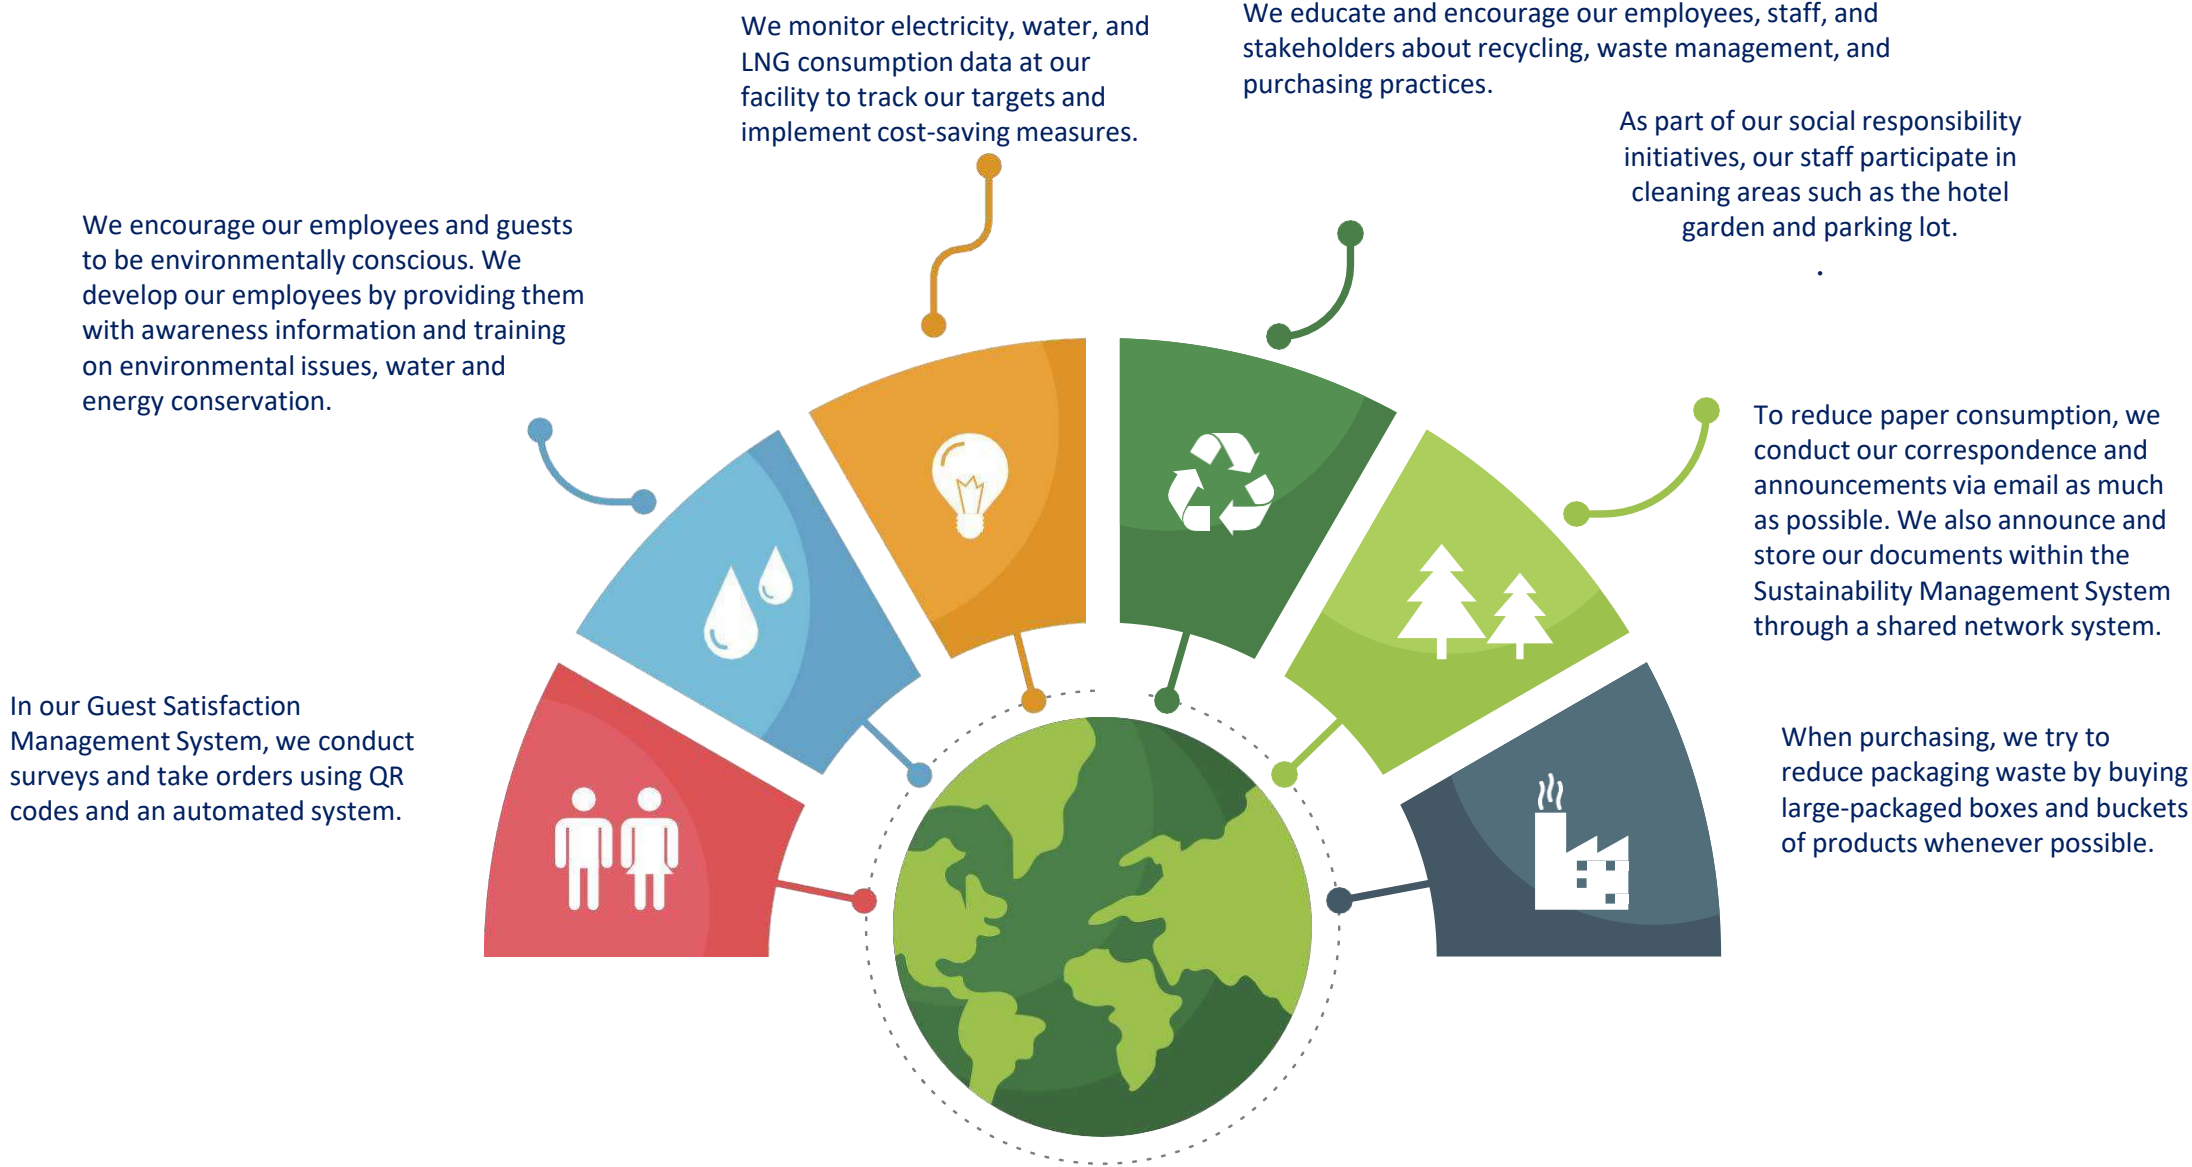 We monitor electricity, water, and
LNG consumption data at our
facility to track our targets and
implement cost-saving measures.
We educate and encourage our employees, staff, and
stakeholders about recycling, waste management, and
purchasing practices.
As part of our social responsibility
initiatives, our staff participate in
cleaning areas such as the hotel
garden and parking lot.
.
We encourage our employees and guests
to be environmentally conscious. We
develop our employees by providing them
with awareness information and training
on environmental issues, water and
energy conservation.
To reduce paper consumption, we
conduct our correspondence and
announcements via email as much
as possible. We also announce and
store our documents within the
Sustainability Management System
through a shared network system.
In our Guest Satisfaction
Management System, we conduct
surveys and take orders using QR
codes and an automated system.
When purchasing, we try to
reduce packaging waste by buying
large-packaged boxes and buckets
of products whenever possible.